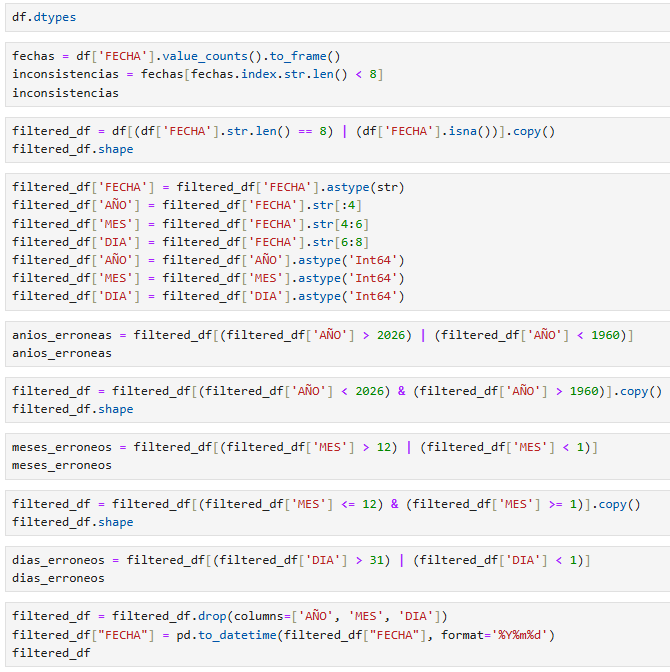 df.dtypes
fechas = df['FECHA'].value_counts().to_frame()
inconsistencias = fechas[fechas.index.str.len() < 8]
inconsistencias
filtered_df = df[(df['FECHA'].str.len() == 8) | (df['FECHA'].isna())].copy()
filtered_df.shape
filtered_df['FECHA'] = filtered_df['FECHA'].astype(str)
filtered_df['AÑO'] = filtered_df['FECHA'].str[:4]
filtered_df['MES'] = filtered_df['FECHA'].str[4:6]
filtered_df['DIA'] = filtered_df['FECHA'].str[6:8]
filtered_df['AÑO'] = filtered_df['AÑO'].astype('Int64')
filtered_df['MES'] = filtered_df['MES'].astype('Int64')
filtered_df['DIA'] = filtered_df['DIA'].astype('Int64')
anios_erroneas = filtered_df[(filtered_df['AÑO'] > 2026) | (filtered_df['AÑO'] < 1960)]
anios_erroneas
filtered_df = filtered_df[(filtered_df['AÑO'] < 2026) & (filtered_df['AÑO'] > 1960)].copy()
filtered_df.shape
meses_erroneos = filtered_df[(filtered_df['MES'] > 12) | (filtered_df['MES'] < 1)]
meses_erroneos
filtered_df = filtered_df[(filtered_df['MES'] <= 12) & (filtered_df['MES'] >= 1)].copy()
filtered_df.shape
dias_erroneos = filtered_df[(filtered_df['DIA'] > 31) | (filtered_df['DIA'] < 1)]
dias_erroneos
filtered_df = filtered_df.drop(columns=['AÑO', 'MES', 'DIA'])
filtered_df["FECHA"] = pd.to_datetime(filtered_df["FECHA"], format='%Y%m%d')
filtered_df